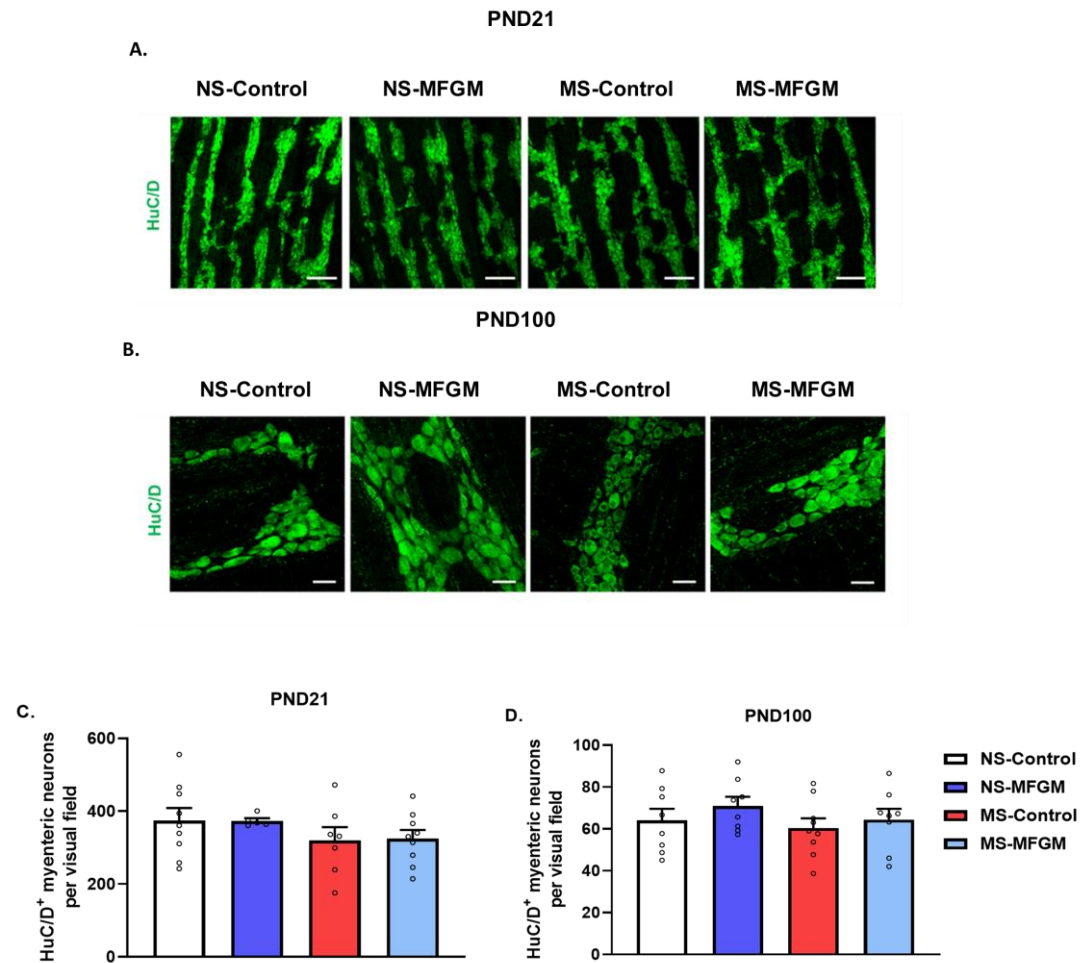 PND21
A.
NS-Control NS-MFGM MS-Control MS-MFGM
HuC/D
PND100
B.
NS-Control NS-MFGM MS-Control MS-MFGM
HuC/D
C.
PND21
HuC/D⁺ myenteric neurons
per visual field
600
400
200
0
D.
PND100
HuC/D⁺ myenteric neurons
per visual field
100
80
60
40
20
0
NS-Control
NS-MFGM
MS-Control
MS-MFGM